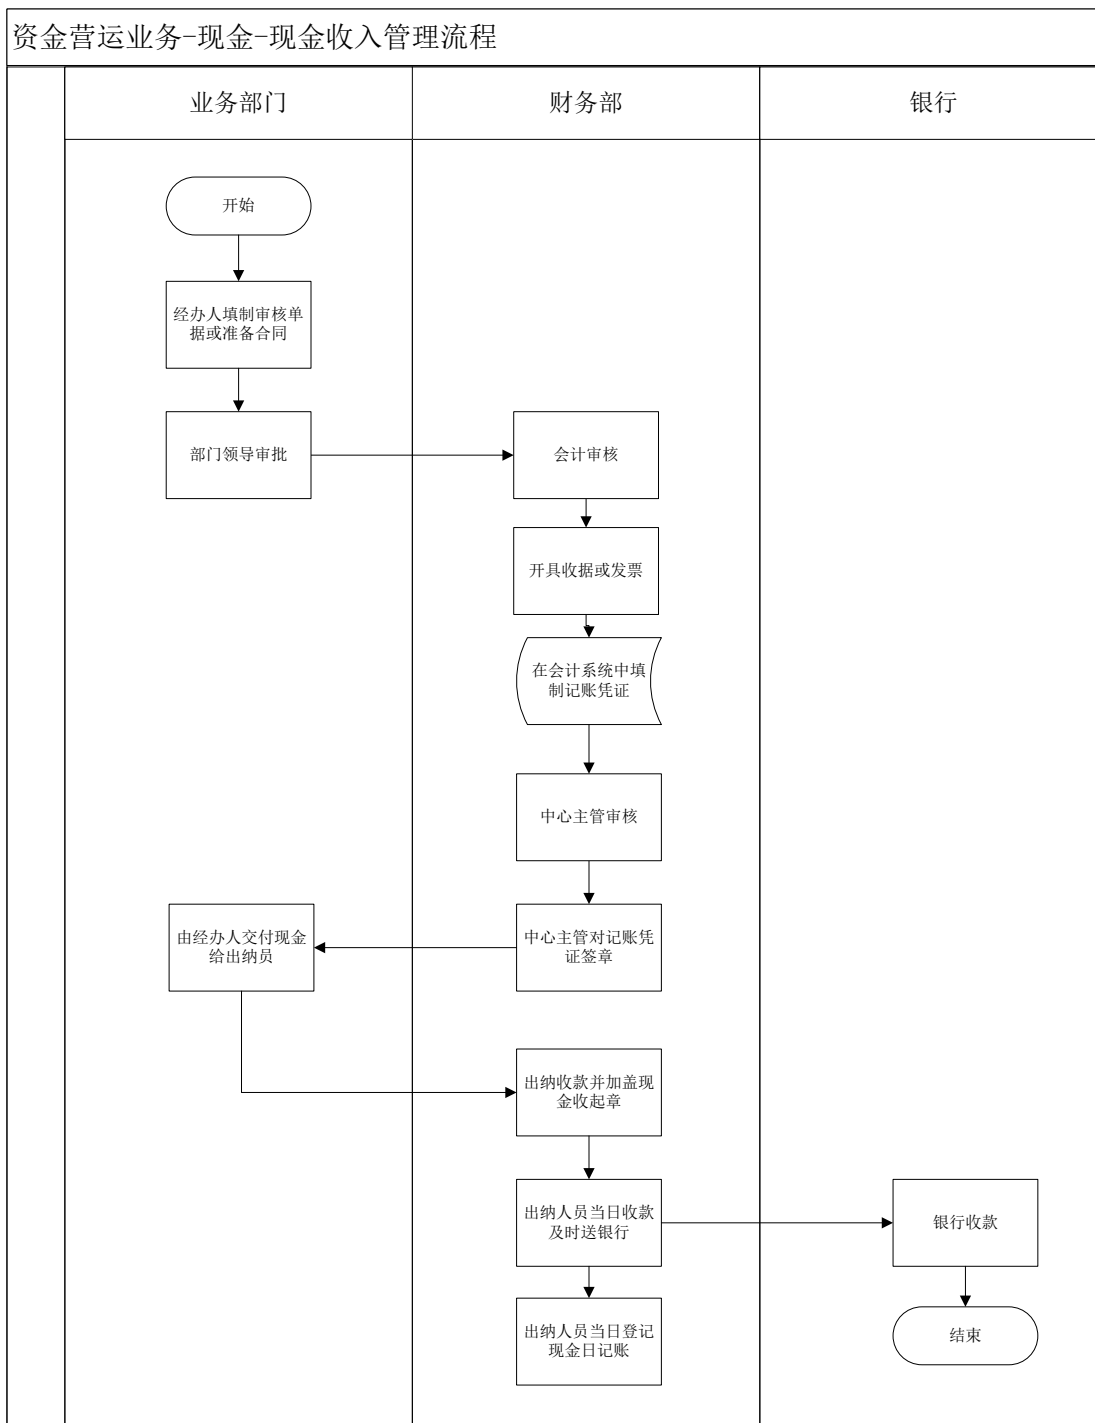 资金营运业务-现金-现金收入管理流程
业务部门
财务部
银行
开始
经办人填制审核单
据或准备合同
部门领导审批
会计审核
开具收据或发票
在会计系统中填
制记账凭证
中心主管审核
由经办人交付现金
给出纳员
中心主管对记账凭
证签章
出纳收款并加盖现
金收起章
出纳人员当日收款
及时送银行
银行收款
出纳人员当日登记
现金日记账
结束